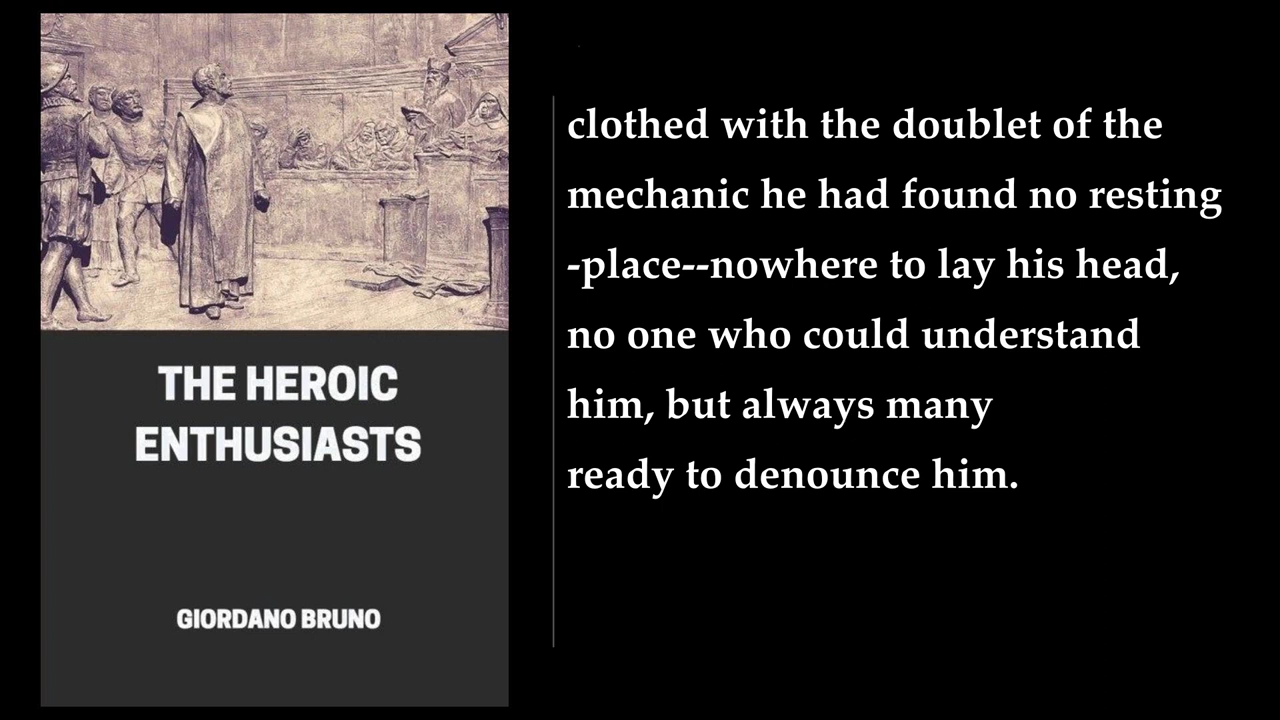 THE HEROIC
ENTHUSIASTS
GIORDANO BRUNO
clothed with the doublet of the
mechanic he had found no resting
-place--nowhere to lay his head,
no one who could understand
him, but always many
ready to denounce him.